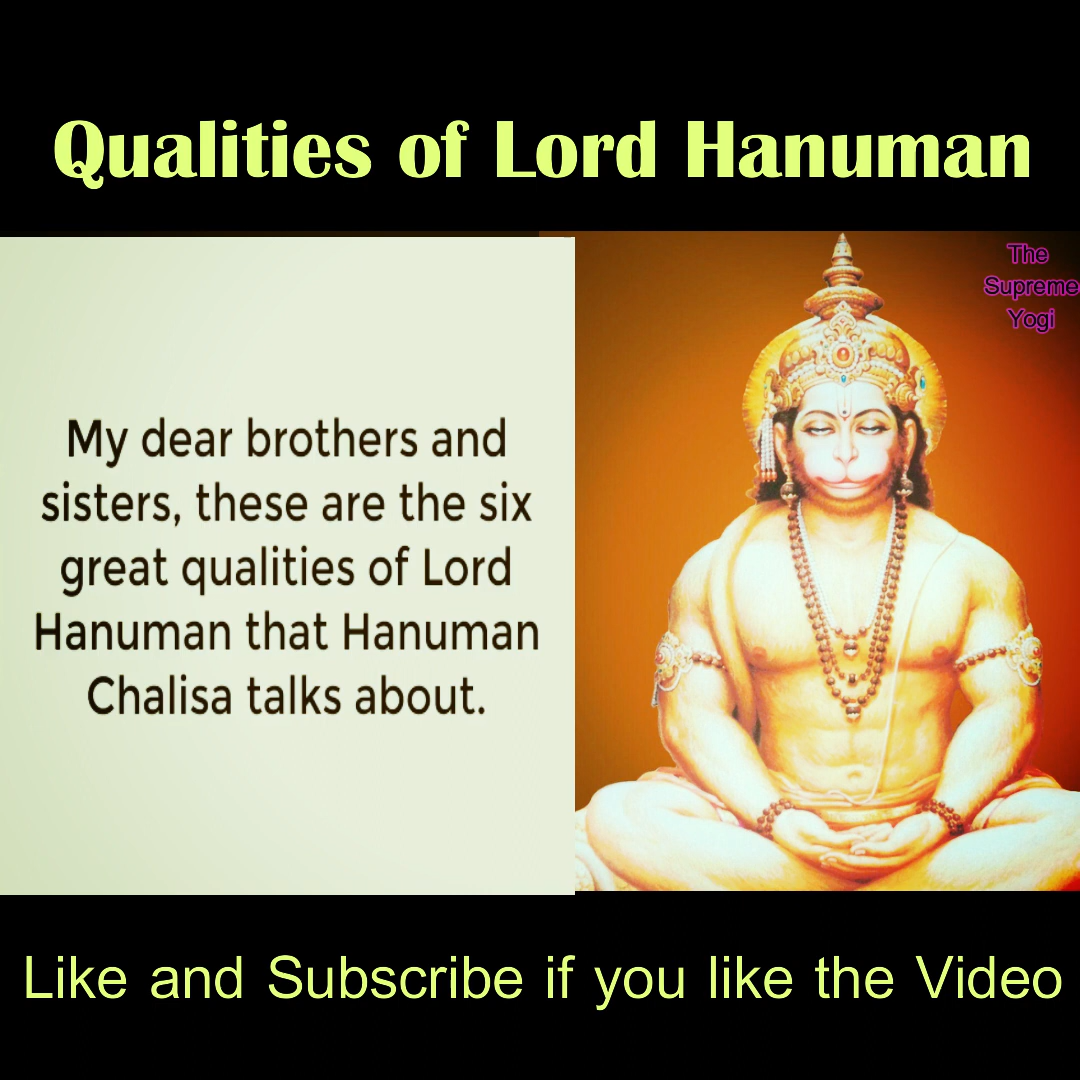 Qualities of Lord Hanuman
The
Supreme
Yogi
My dear brothers and
sisters, these are the six
great qualities of Lord
Hanuman that Hanuman
Chalisa talks about.
Like and Subscribe if you like the Video